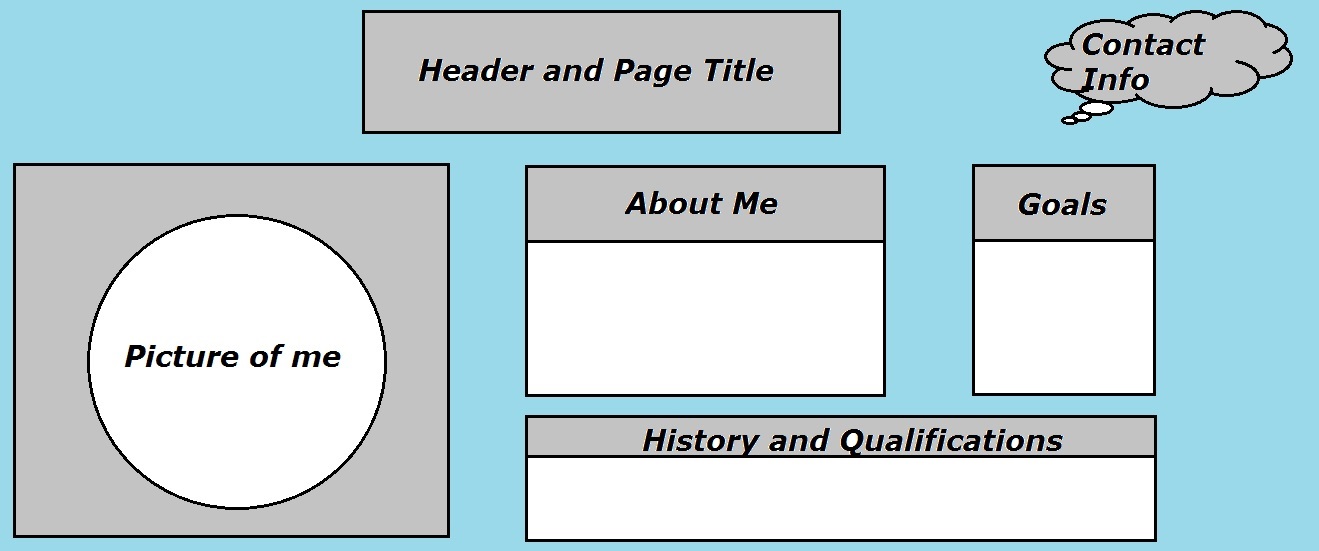 Header and Page Title
Contact
Info
About Me
Goals
Picture of me
History and Qualifications